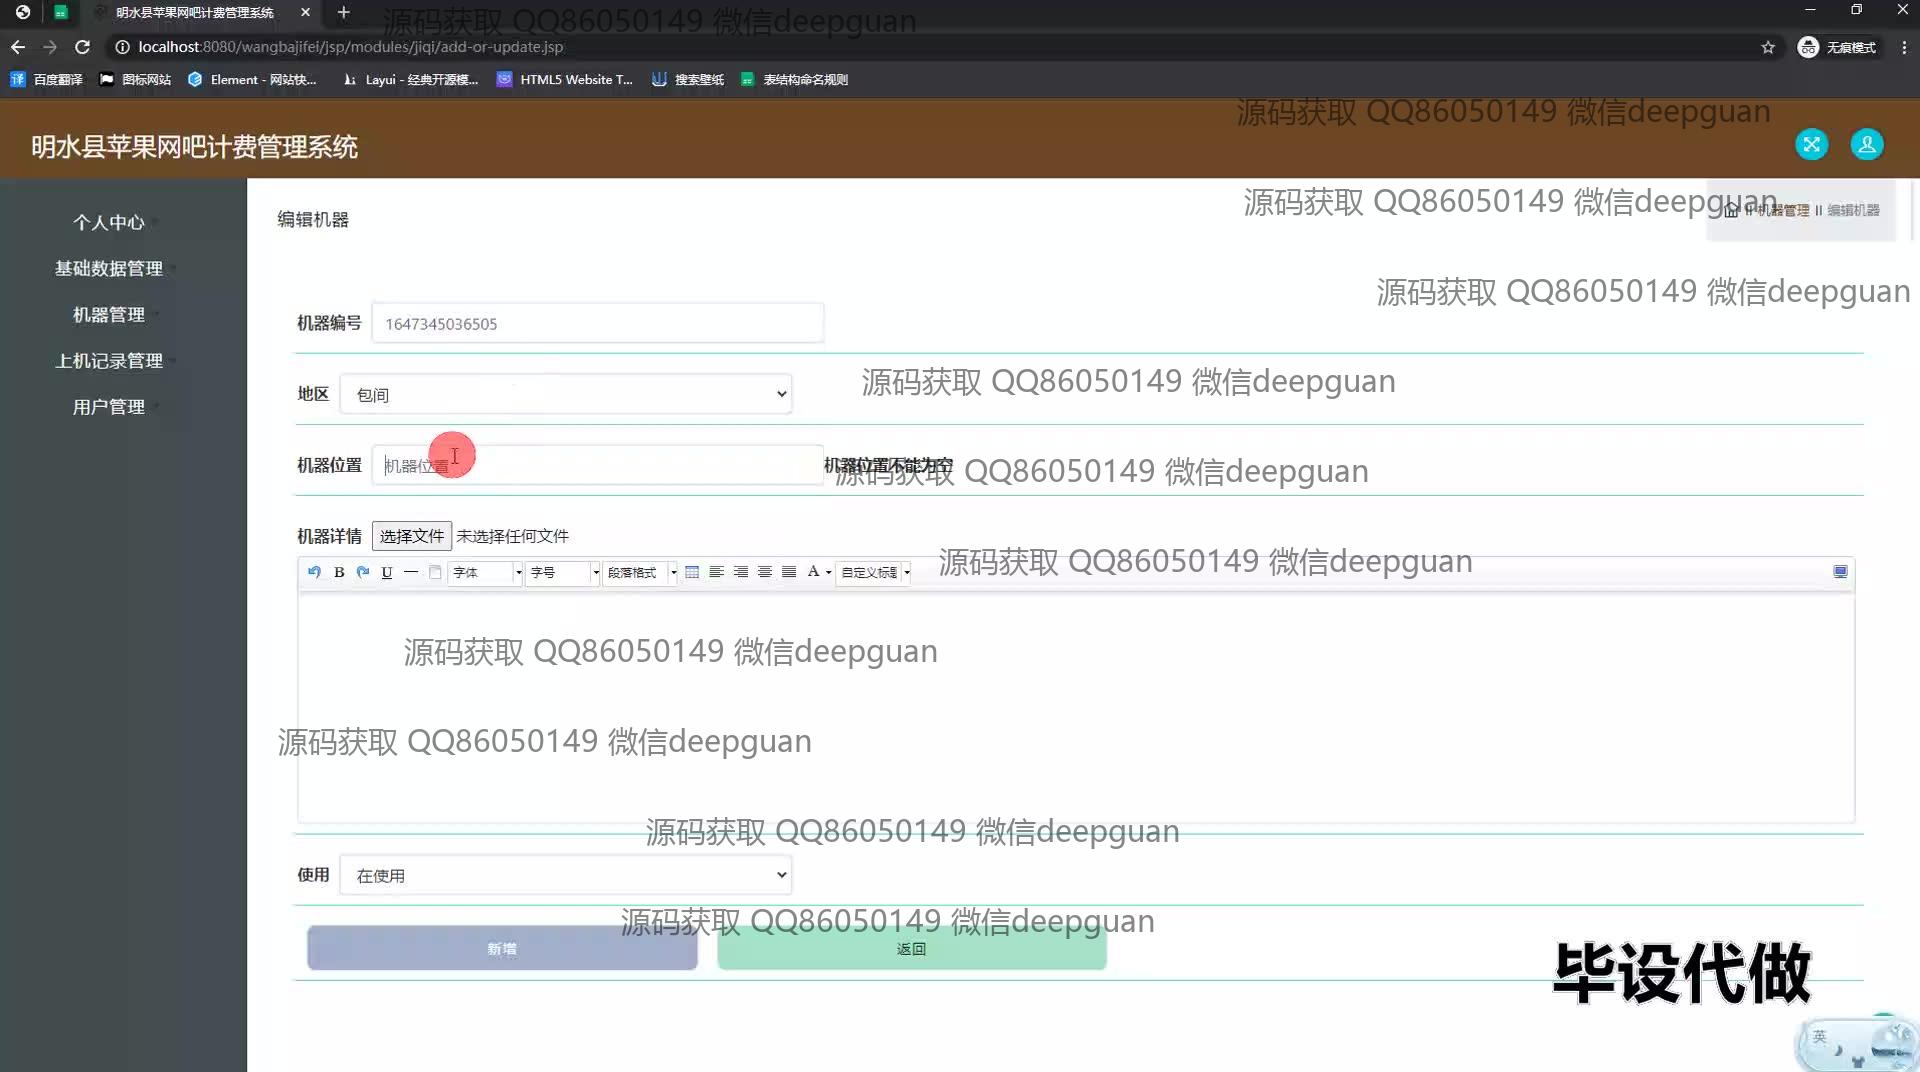 明水县苹果网吧计费管理系统
源码获取 QQ86050149 微信deepguan
localhost:8080/wangbajifei/jsp/modules/jiqi/add-or-update.jsp
无痕模式
百度翻译 图标网站 Element - 网站快... Layui - 经典开源模... HTML5 Website T... 搜索壁纸 表结构命名规则
源码获取 QQ86050149 微信deepguan
明水县苹果网吧计费管理系统
源码获取 QQ86050149 微信deepguan
个人中心
编辑机器
机器管理 II 编辑机器
基础数据管理
源码获取 QQ86050149 微信deepguan
机器管理
机器编号 1647345036505
上机记录管理
源码获取 QQ86050149 微信deepguan
地区 包间
用户管理
机器位置 机器位置 机器位置不能为空
源码获取 QQ86050149 微信deepguan
机器详情 选择文件 未选择任何文件
源码获取 QQ86050149 微信deepguan
B U 字体 字号 段落格式 A 自定义标题
源码获取 QQ86050149 微信deepguan
源码获取 QQ86050149 微信deepguan
源码获取 QQ86050149 微信deepguan
使用 在使用
源码获取 QQ86050149 微信deepguan
新增 返回
毕设代做
英